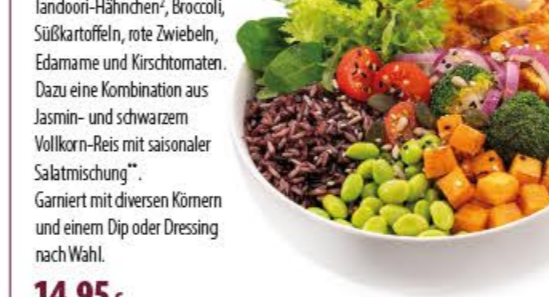 Tandoori-Hähnchen², Broccoli,
Süßkartoffeln, rote Zwiebeln,
Edamame und Kirschtomaten.
Dazu eine Kombination aus
Jasmin- und schwarzem
Vollkorn-Reis mit saisonaler
Salatmischung**.
Garniert mit diversen Körnern
und einem Dip oder Dressing
nach Wahl.
14,95 €